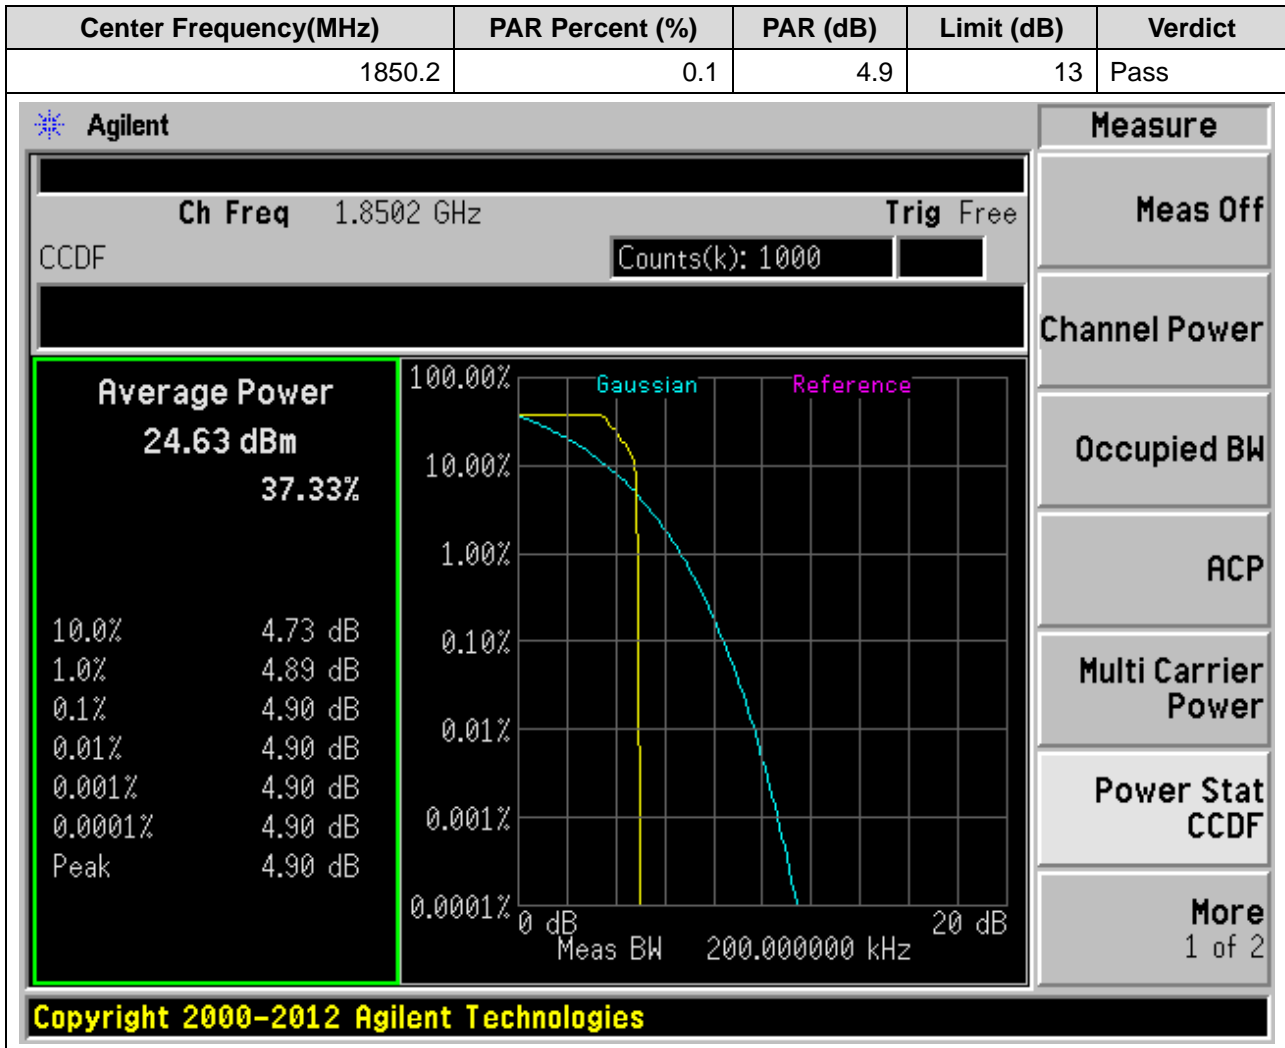 Center Frequency(MHz) PAR Percent (%) PAR (dB) Limit (dB) Verdict
1850.2 0.1 4.9 13 Pass
Agilent
Measure
Ch Freq 1.8502 GHz Trig Free
CCDF Counts(k): 1000
Meas Off
Channel Power
Occupied BW
ACP
Multi Carrier
Power
Power Stat
CCDF
More
1 of 2
Average Power
24.63 dBm
37.33%
10.0% 4.73 dB
1.0% 4.89 dB
0.1% 4.90 dB
0.01% 4.90 dB
0.001% 4.90 dB
0.0001% 4.90 dB
Peak 4.90 dB
Gaussian Reference
100.00%
10.00%
1.00%
0.10%
0.01%
0.001%
0.0001%
0 dB 20 dB
Meas BW 200.000000 kHz
Copyright 2000-2012 Agilent Technologies